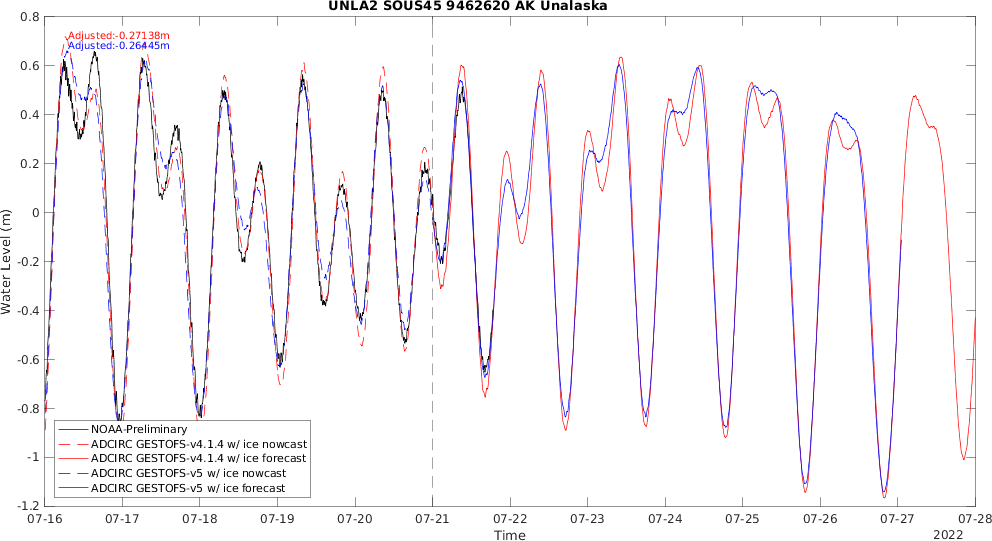 UNLA2 SOUS45 9462620 AK Unalaska
Adjusted:-0.27138m
Adjusted:-0.26445m
0.8
0.6
0.4
0.2
0
-0.2
-0.4
-0.6
-0.8
-1
-1.2
Water Level (m)
NOAA-Preliminary
ADCIRC GESTOFS-v4.1.4 w/ ice nowcast
ADCIRC GESTOFS-v4.1.4 w/ ice forecast
ADCIRC GESTOFS-v5 w/ ice nowcast
ADCIRC GESTOFS-v5 w/ ice forecast
07-16 07-17 07-18 07-19 07-20 07-21 07-22 07-23 07-24 07-25 07-26 07-27 07-28
Time
2022